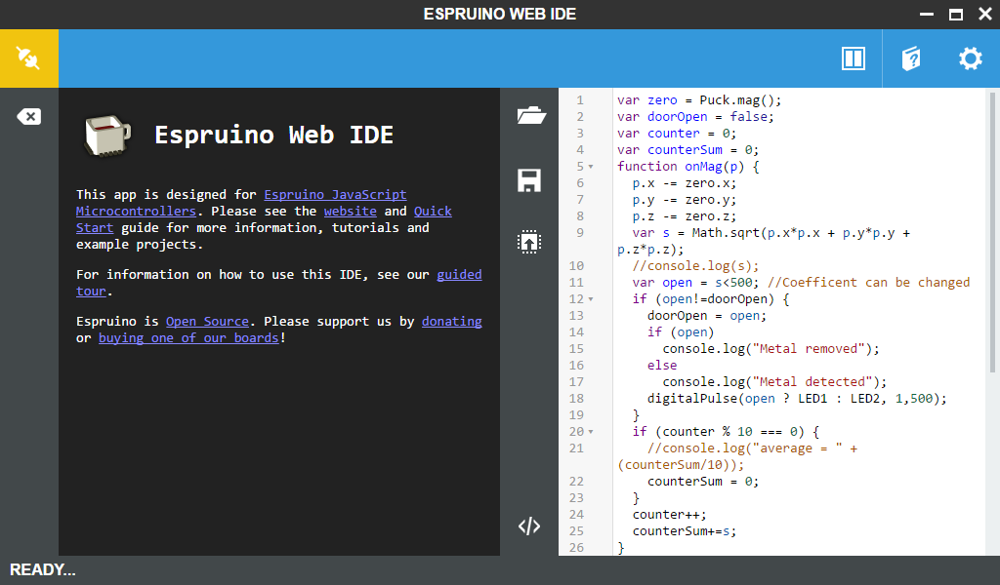 ESPRUINO WEB IDE
Espruino Web IDE
This app is designed for Espruino JavaScript
Microcontrollers. Please see the website and Quick
Start guide for more information, tutorials and
example projects.
For information on how to use this IDE, see our guided
tour.
Espruino is Open Source. Please support us by donating
or buying one of our boards!
1 var zero = Puck.mag();
2 var doorOpen = false;
3 var counter = 0;
4 var counterSum = 0;
5 function onMag(p) {
6   p.x -= zero.x;
7   p.y -= zero.y;
8   p.z -= zero.z;
9   var s = Math.sqrt(p.x*p.x + p.y*p.y +
p.z*p.z);
10   //console.log(s);
11   var open = s<500; //Coefficent can be changed
12   if (open!=doorOpen) {
13     doorOpen = open;
14     if (open)
15       console.log("Metal removed");
16     else
17       console.log("Metal detected");
18     digitalPulse(open ? LED1 : LED2, 1,500);
19   }
20   if (counter % 10 === 0) {
21     //console.log("average = " +
(counterSum/10));
22     counterSum = 0;
23   }
24   counter++;
25   counterSum+=s;
26 }
READY...